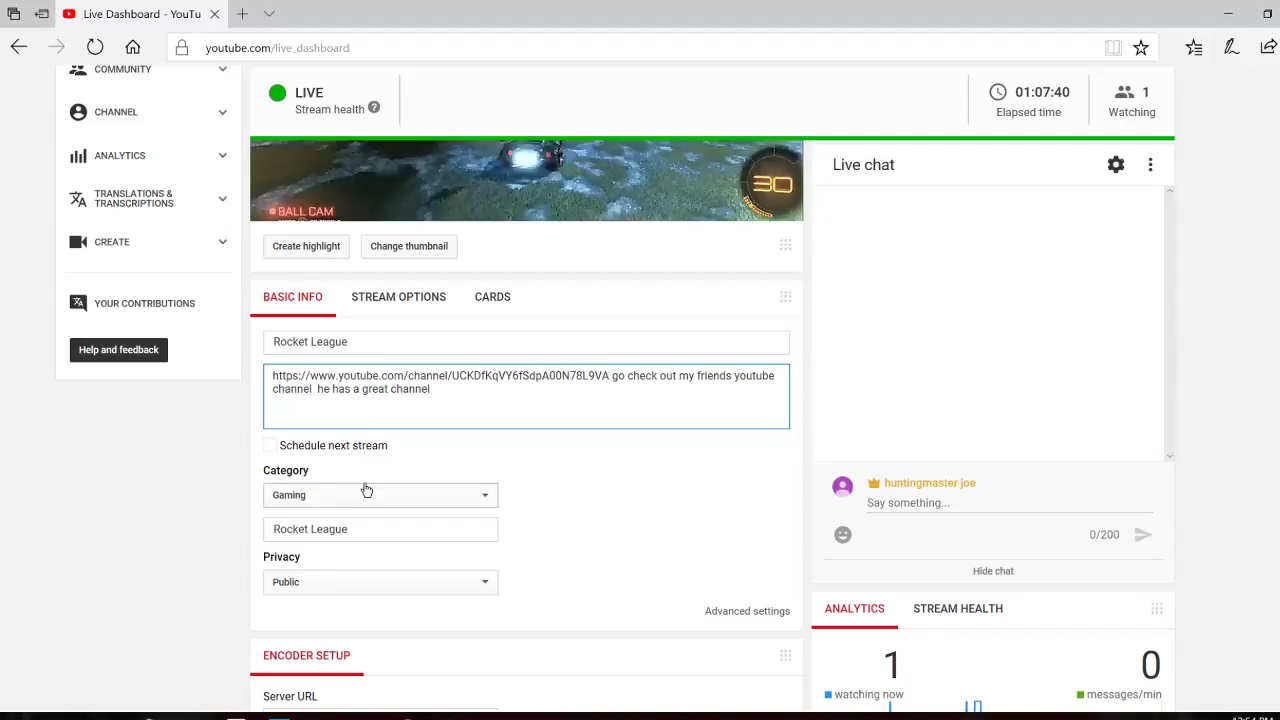 Live Dashboard - YouTu
youtube.com/live_dashboard
COMMUNITY
CHANNEL
ANALYTICS
TRANSLATIONS &
TRANSCRIPTIONS
CREATE
YOUR CONTRIBUTIONS
Help and feedback
LIVE
Stream health ?
01:07:40
Elapsed time
1
Watching
BALL CAM
30
Create highlight
Change thumbnail
BASIC INFO
STREAM OPTIONS
CARDS
Rocket League
https://www.youtube.com/channel/UCKDfKqVY6fSdpA00N78L9VA go check out my friends youtube
channel he has a great channel
Schedule next stream
Category
Gaming
Rocket League
Privacy
Public
Advanced settings
ENCODER SETUP
Server URL
Live chat
huntingmaster joe
Say something...
0/200
Hide chat
ANALYTICS
STREAM HEALTH
1
watching now
0
messages/min